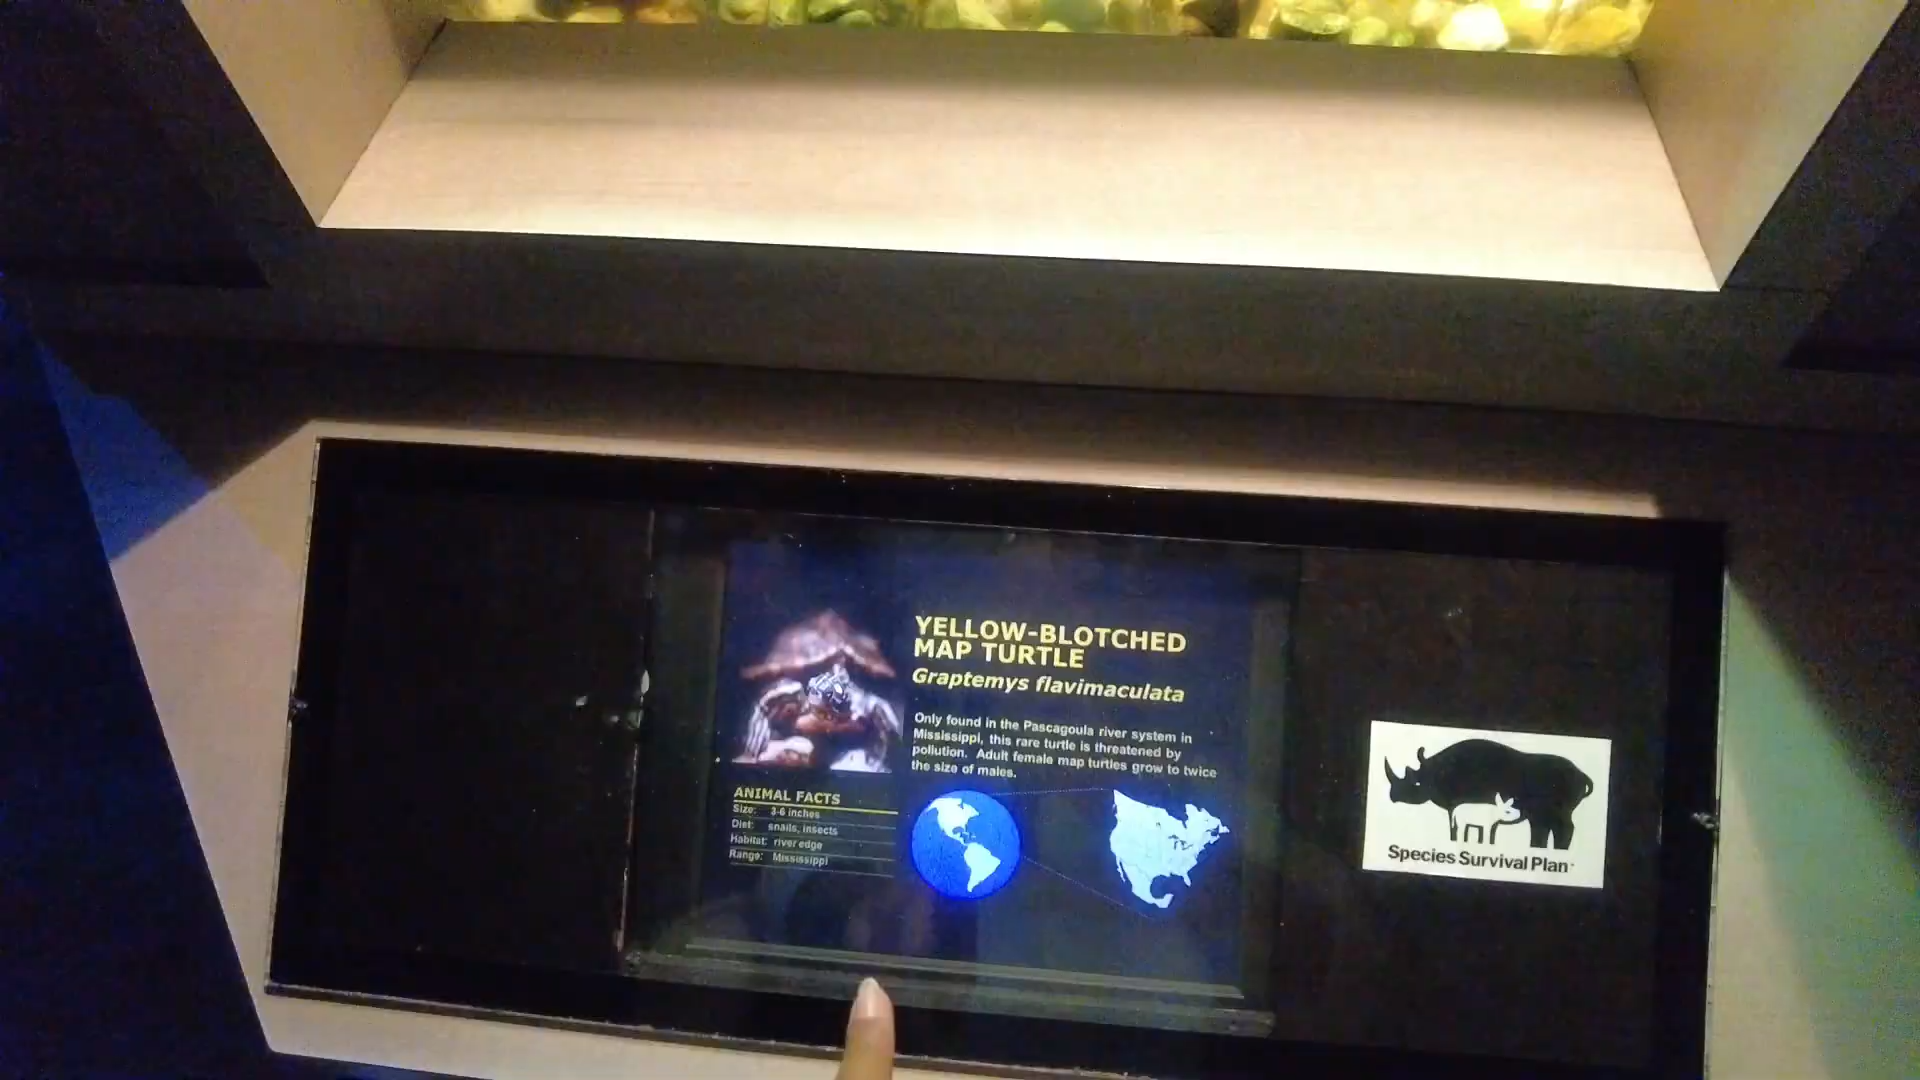 YELLOW-BLOTCHED
MAP TURTLE
Graptemys flavimaculata
Only found in the Pascagoula river system in
Mississippi, this rare turtle is threatened by
pollution. Adult female map turtles grow to twice
the size of males.
ANIMAL FACTS
Size: 3-6 inches
Diet: snails, insects
Habitat: river edge
Range: Mississippi
Species Survival Plan